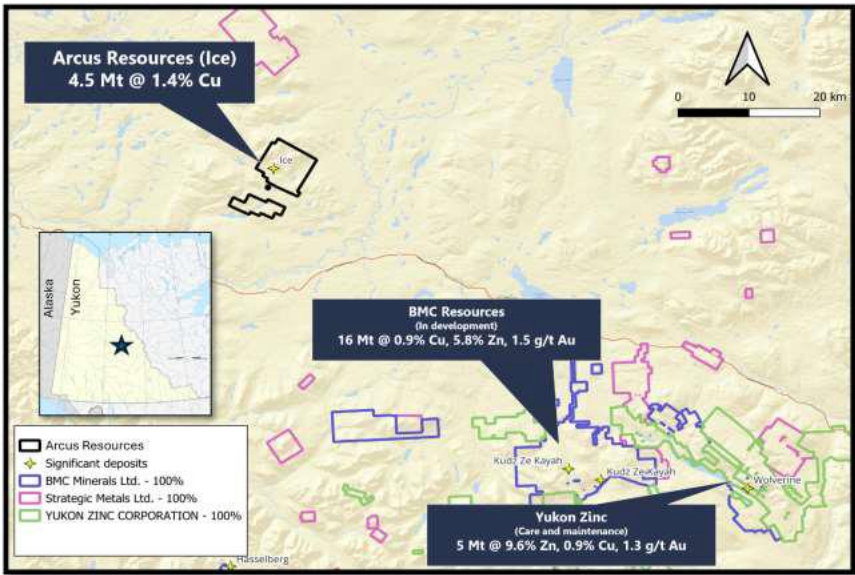 Arcus Resources (Ice)
4.5 Mt @ 1.4% Cu
0 10 20 km
Ice
Alaska
Yukon
BMC Resources
(In development)
16 Mt @ 0.9% Cu, 5.8% Zn, 1.5 g/t Au
Arcus Resources
Significant deposits
BMC Minerals Ltd. - 100%
Strategic Metals Ltd. - 100%
YUKON ZINC CORPORATION - 100%
Kudz Ze Kayah
Kudz Ze Kayah
Wolverine
Yukon Zinc
(Care and maintenance)
5 Mt @ 9.6% Zn, 0.9% Cu, 1.3 g/t Au
Hasselberg